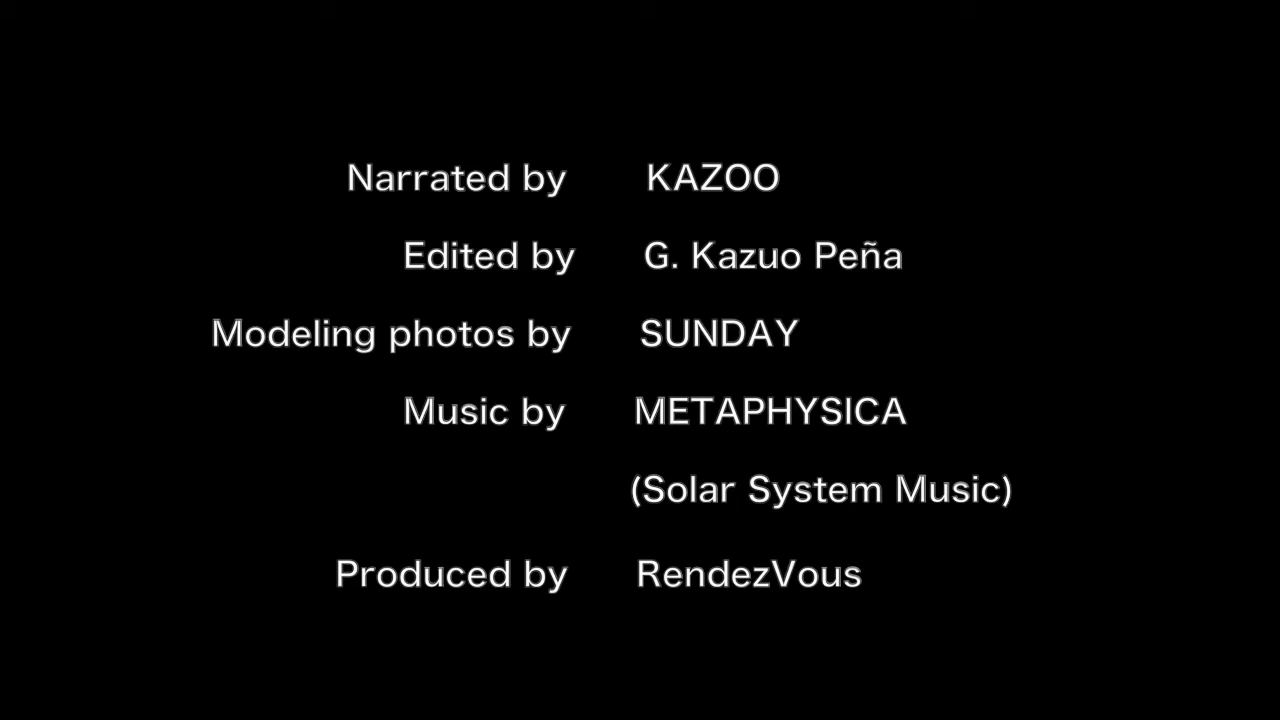 Narrated by KAZOO
Edited by G. Kazuo Peña
Modeling photos by SUNDAY
Music by METAPHYSICA
(Solar System Music)
Produced by RendezVous